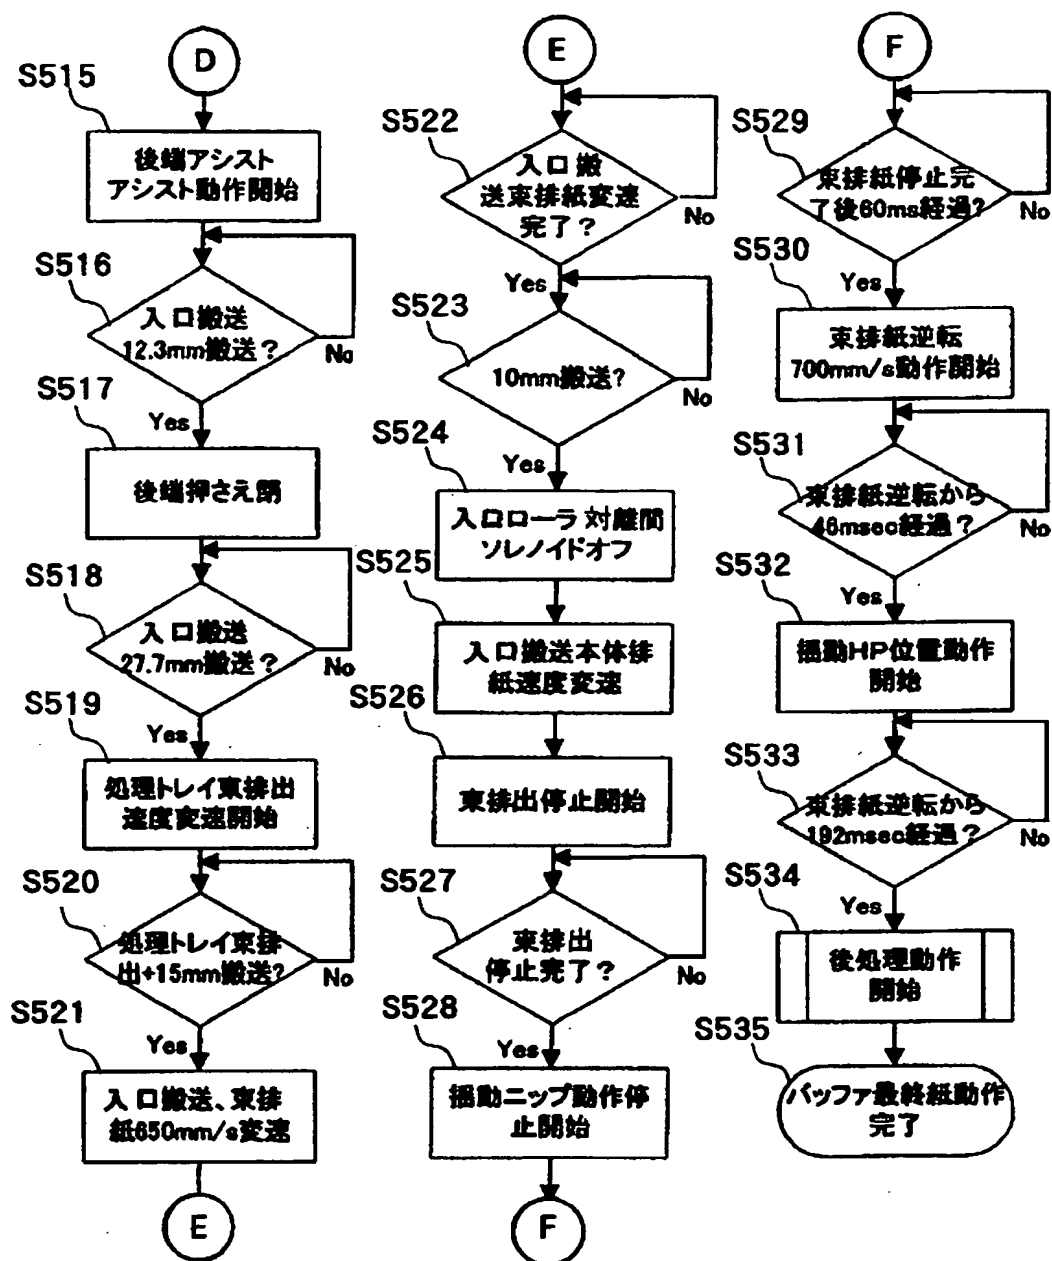 D
S515
後端アシスト
アシスト動作開始
S516
入口搬送
12.3mm搬送?
No
Yes
S517
後端押さえ閉
S518
入口搬送
27.7mm搬送?
No
Yes
S519
処理トレイ束排出
速度変速開始
S520
処理トレイ束排
出+15mm搬送?
No
Yes
S521
入口搬送、束排
紙650mm/s変速
E
E
S522
入口搬
送束排紙変速
完了?
No
Yes
S523
10mm搬送?
No
Yes
S524
入口ローラ対離間
ソレノイドオフ
S525
入口搬送本体排
紙速度変速
S526
束排出停止開始
S527
束排出
停止完了?
No
Yes
S528
揺動ニップ動作停
止開始
F
F
S529
束排紙停止完
了後60ms経過?
No
Yes
S530
束排紙逆転
700mm/s動作開始
S531
束排紙逆転から
46msec経過?
No
Yes
S532
揺動HP位置動作
開始
S533
束排紙逆転から
192msec経過?
No
Yes
S534
後処理動作
開始
S535
バッファ最終紙動作
完了